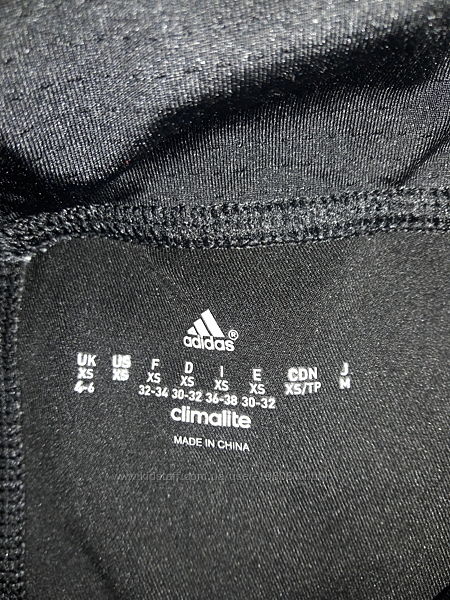 adidas®
UK US F D I E CDN J
XS XS XS XS XS XS XS/TP M
4-6 32-34 30-32 36-38 30-32
climalite
MADE IN CHINA